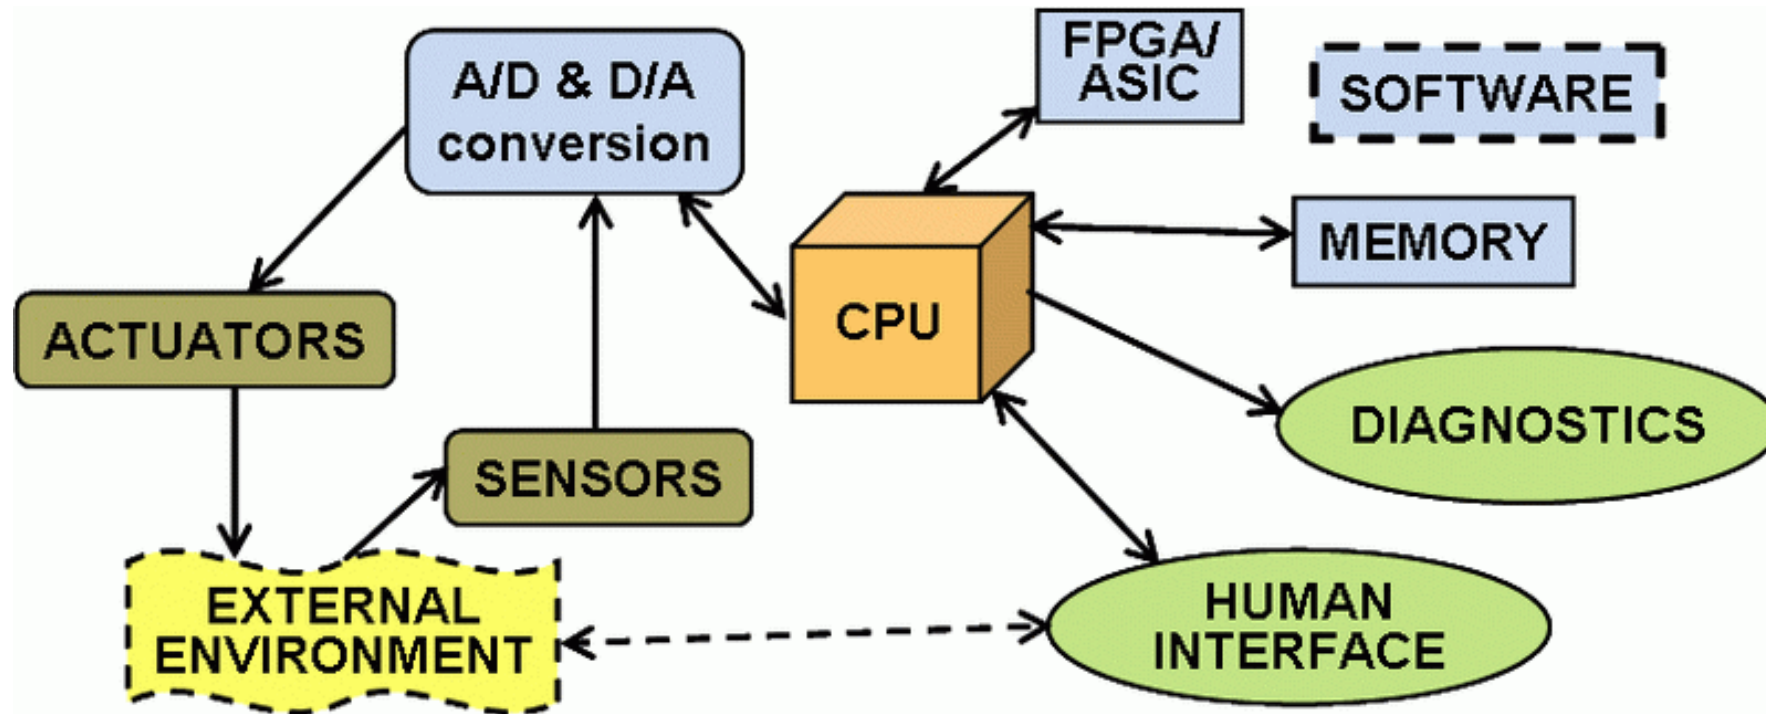 A/D & D/A
conversion
FPGA/
ASIC
SOFTWARE
MEMORY
CPU
ACTUATORS
DIAGNOSTICS
SENSORS
EXTERNAL
ENVIRONMENT
HUMAN
INTERFACE